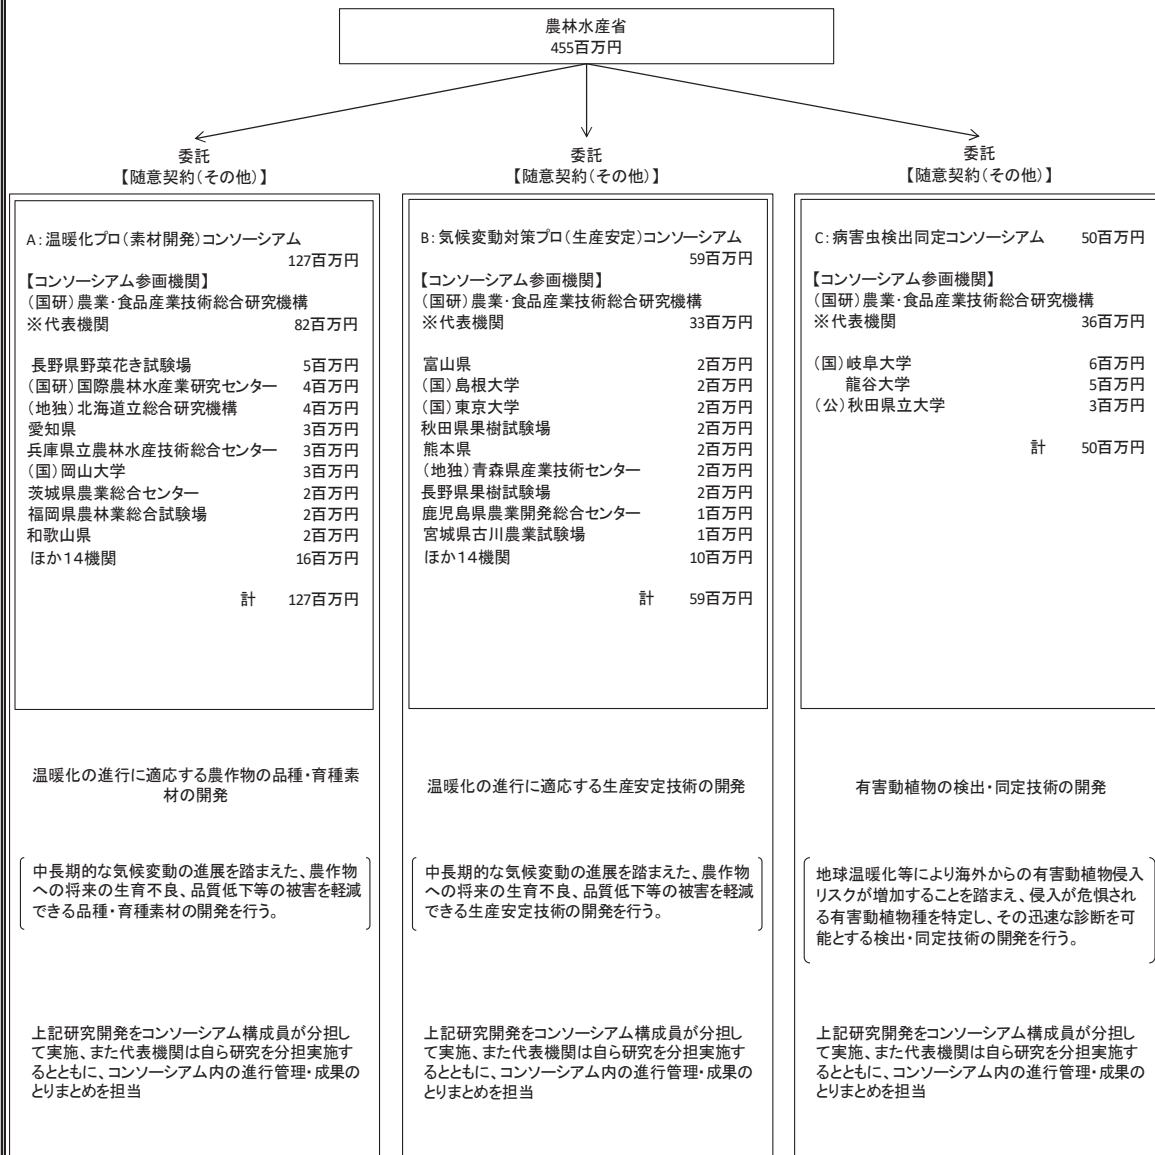 農林水産省
455百万円
委託
【随意契約(その他)】
A:温暖化プロ(素材開発)コンソーシアム
127百万円
【コンソーシアム参画機関】
(国研)農業・食品産業技術総合研究機構
※代表機関 82百万円
長野県野菜花き試験場 5百万円
(国研)国際農林水産業研究センター 4百万円
(地独)北海道立総合研究機構 4百万円
愛知県 3百万円
兵庫県立農林水産技術総合センター 3百万円
(国)岡山大学 3百万円
茨城県農業総合センター 2百万円
福岡県農林業総合試験場 2百万円
和歌山県 2百万円
ほか14機関 16百万円
計 127百万円
温暖化の進行に適応する農作物の品種・育種素
材の開発
中長期的な気候変動の進展を踏まえた、農作物
への将来の生育不良、品質低下等の被害を軽減
できる品種・育種素材の開発を行う。
上記研究開発をコンソーシアム構成員が分担し
て実施、また代表機関は自ら研究を分担実施す
るとともに、コンソーシアム内の進行管理・成果の
とりまとめを担当
委託
【随意契約(その他)】
B:気候変動対策プロ(生産安定)コンソーシアム
59百万円
【コンソーシアム参画機関】
(国研)農業・食品産業技術総合研究機構
※代表機関 33百万円
富山県 2百万円
(国)島根大学 2百万円
(国)東京大学 2百万円
秋田県果樹試験場 2百万円
熊本県 2百万円
(地独)青森県産業技術センター 2百万円
長野県果樹試験場 2百万円
鹿児島県農業開発総合センター 1百万円
宮城県古川農業試験場 1百万円
ほか14機関 10百万円
計 59百万円
温暖化の進行に適応する生産安定技術の開発
中長期的な気候変動の進展を踏まえた、農作物
への将来の生育不良、品質低下等の被害を軽減
できる生産安定技術の開発を行う。
上記研究開発をコンソーシアム構成員が分担し
て実施、また代表機関は自ら研究を分担実施す
るとともに、コンソーシアム内の進行管理・成果の
とりまとめを担当
委託
【随意契約(その他)】
C:病害虫検出同定コンソーシアム 50百万円
【コンソーシアム参画機関】
(国研)農業・食品産業技術総合研究機構
※代表機関 36百万円
(国)岐阜大学 6百万円
龍谷大学 5百万円
(公)秋田県立大学 3百万円
計 50百万円
有害動植物の検出・同定技術の開発
地球温暖化等により海外からの有害動植物侵入
リスクが増加することを踏まえ、侵入が危惧され
る有害動植物種を特定し、その迅速な診断を可
能とする検出・同定技術の開発を行う。
上記研究開発をコンソーシアム構成員が分担し
て実施、また代表機関は自ら研究を分担実施す
るとともに、コンソーシアム内の進行管理・成果の
とりまとめを担当